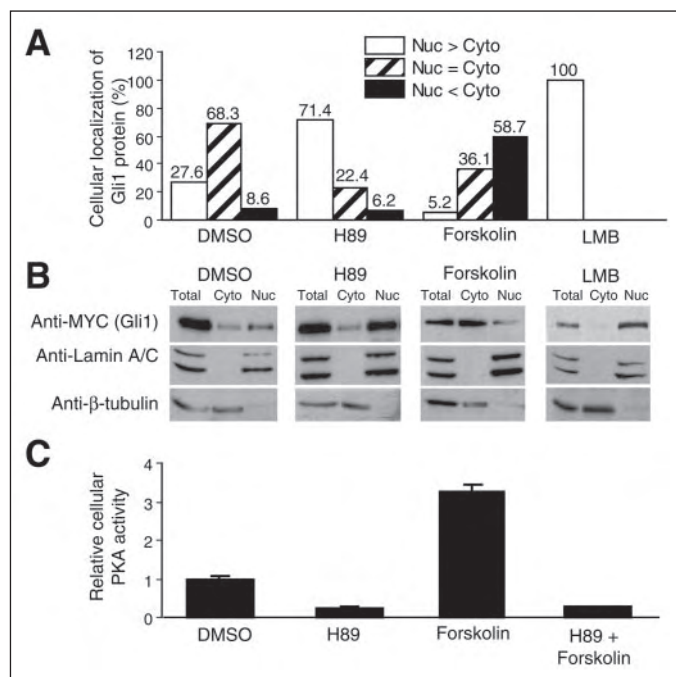 A
Nuc > Cyto
Nuc = Cyto
Nuc < Cyto
Cellular localization of
Gli1 protein (%)
120
100
80
60
40
20
0
27.6
68.3
8.6
71.4
22.4
6.2
5.2
36.1
58.7
100
DMSO H89 Forskolin LMB
B
DMSO H89 Forskolin LMB
Total Cyto Nuc Total Cyto Nuc Total Cyto Nuc Total Cyto Nuc
Anti-MYC (Gli1)
Anti-Lamin A/C
Anti-β-tubulin
C
Relative cellular
PKA activity
4
3
2
1
0
DMSO H89 Forskolin H89 +
Forskolin